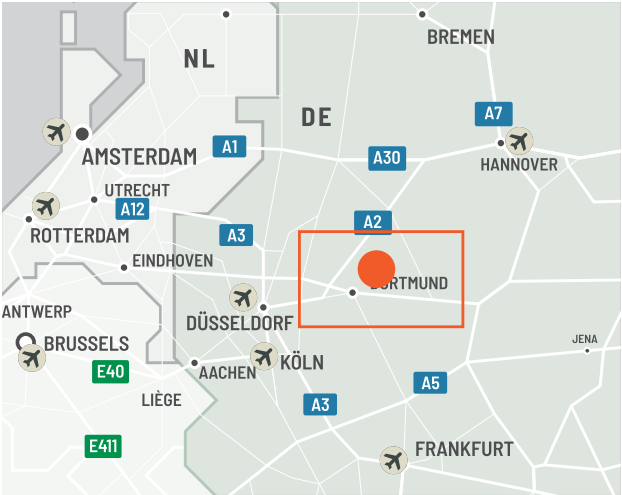 BREMEN
NL
DE
A7
A1
A30
HANNOVER
AMSTERDAM
UTRECHT
A12
A2
A3
ROTTERDAM
EINDHOVEN
DORTMUND
ANTWERP
DÜSSELDORF
BRUSSELS
JENA
KÖLN
AACHEN
E40
A5
LIÈGE
A3
E411
FRANKFURT